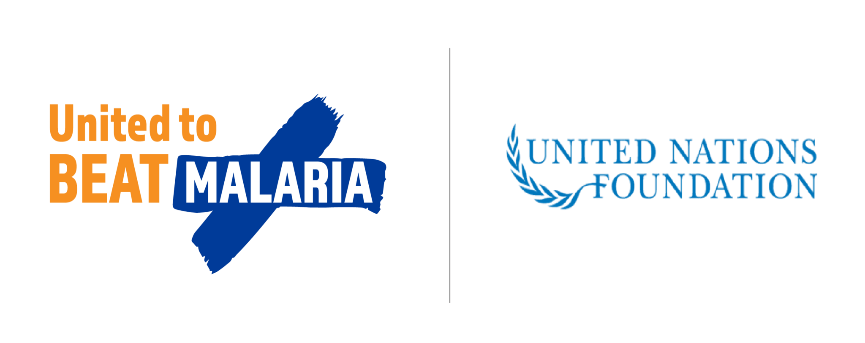 United to
BEAT MALARIA
UNITED NATIONS
FOUNDATION